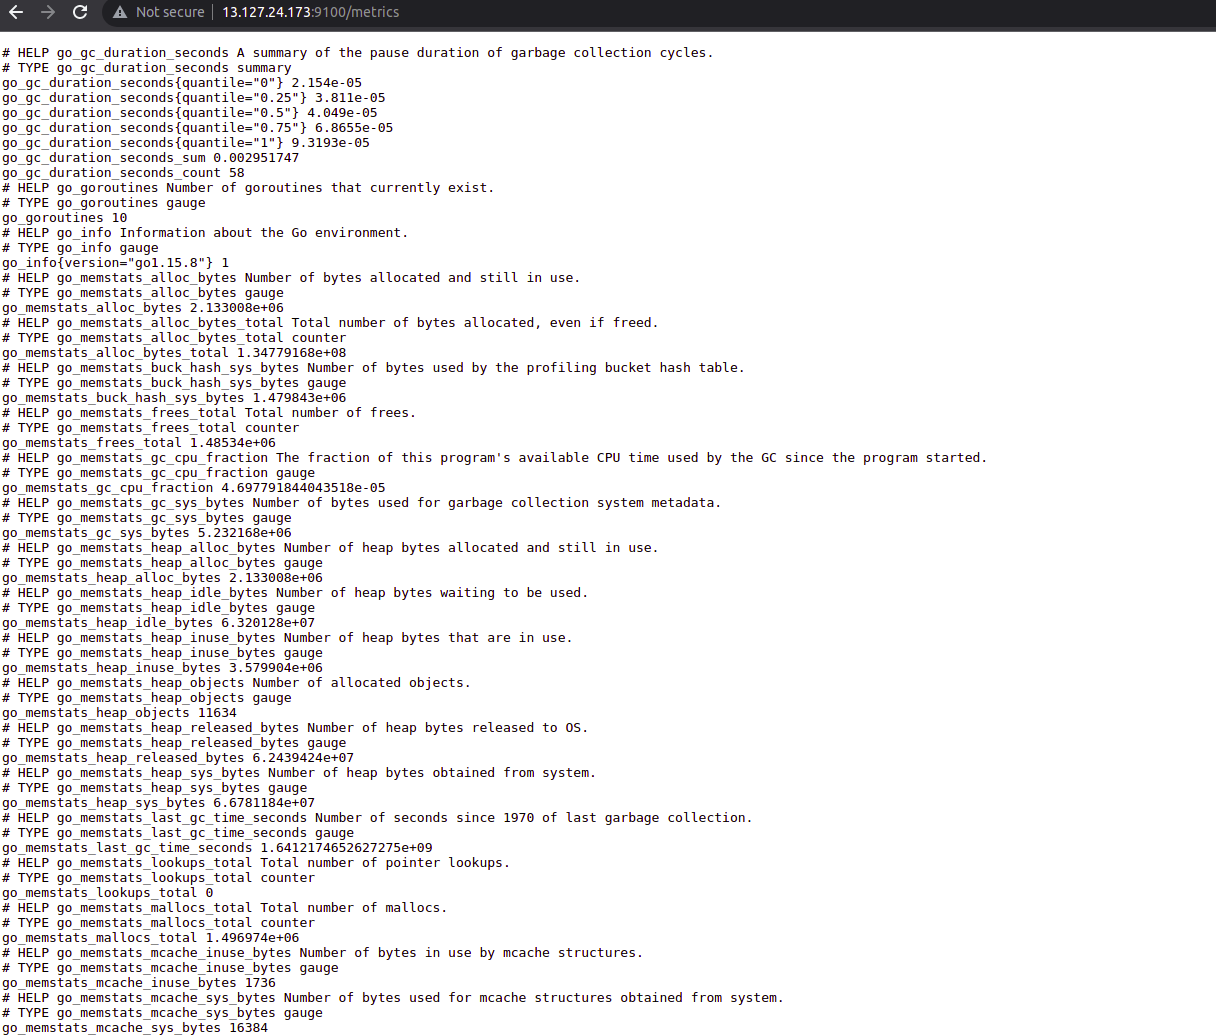 Not secure 13.127.24.173:9100/metrics
# HELP go_gc_duration_seconds A summary of the pause duration of garbage collection cycles.
# TYPE go_gc_duration_seconds summary
go_gc_duration_seconds{quantile="0"} 2.154e-05
go_gc_duration_seconds{quantile="0.25"} 3.811e-05
go_gc_duration_seconds{quantile="0.5"} 4.049e-05
go_gc_duration_seconds{quantile="0.75"} 6.8655e-05
go_gc_duration_seconds{quantile="1"} 9.3193e-05
go_gc_duration_seconds_sum 0.002951747
go_gc_duration_seconds_count 58
# HELP go_goroutines Number of goroutines that currently exist.
# TYPE go_goroutines gauge
go_goroutines 10
# HELP go_info Information about the Go environment.
# TYPE go_info gauge
go_info{version="go1.15.8"} 1
# HELP go_memstats_alloc_bytes Number of bytes allocated and still in use.
# TYPE go_memstats_alloc_bytes gauge
go_memstats_alloc_bytes 2.133008e+06
# HELP go_memstats_alloc_bytes_total Total number of bytes allocated, even if freed.
# TYPE go_memstats_alloc_bytes_total counter
go_memstats_alloc_bytes_total 1.34779168e+08
# HELP go_memstats_buck_hash_sys_bytes Number of bytes used by the profiling bucket hash table.
# TYPE go_memstats_buck_hash_sys_bytes gauge
go_memstats_buck_hash_sys_bytes 1.479843e+06
# HELP go_memstats_frees_total Total number of frees.
# TYPE go_memstats_frees_total counter
go_memstats_frees_total 1.48534e+06
# HELP go_memstats_gc_cpu_fraction The fraction of this program's available CPU time used by the GC since the program started.
# TYPE go_memstats_gc_cpu_fraction gauge
go_memstats_gc_cpu_fraction 4.697791844043518e-05
# HELP go_memstats_gc_sys_bytes Number of bytes used for garbage collection system metadata.
# TYPE go_memstats_gc_sys_bytes gauge
go_memstats_gc_sys_bytes 5.232168e+06
# HELP go_memstats_heap_alloc_bytes Number of heap bytes allocated and still in use.
# TYPE go_memstats_heap_alloc_bytes gauge
go_memstats_heap_alloc_bytes 2.133008e+06
# HELP go_memstats_heap_idle_bytes Number of heap bytes waiting to be used.
# TYPE go_memstats_heap_idle_bytes gauge
go_memstats_heap_idle_bytes 6.320128e+07
# HELP go_memstats_heap_inuse_bytes Number of heap bytes that are in use.
# TYPE go_memstats_heap_inuse_bytes gauge
go_memstats_heap_inuse_bytes 3.579904e+06
# HELP go_memstats_heap_objects Number of allocated objects.
# TYPE go_memstats_heap_objects gauge
go_memstats_heap_objects 11634
# HELP go_memstats_heap_released_bytes Number of heap bytes released to OS.
# TYPE go_memstats_heap_released_bytes gauge
go_memstats_heap_released_bytes 6.2439424e+07
# HELP go_memstats_heap_sys_bytes Number of heap bytes obtained from system.
# TYPE go_memstats_heap_sys_bytes gauge
go_memstats_heap_sys_bytes 6.6781184e+07
# HELP go_memstats_last_gc_time_seconds Number of seconds since 1970 of last garbage collection.
# TYPE go_memstats_last_gc_time_seconds gauge
go_memstats_last_gc_time_seconds 1.6412174652627275e+09
# HELP go_memstats_lookups_total Total number of pointer lookups.
# TYPE go_memstats_lookups_total counter
go_memstats_lookups_total 0
# HELP go_memstats_mallocs_total Total number of mallocs.
# TYPE go_memstats_mallocs_total counter
go_memstats_mallocs_total 1.496974e+06
# HELP go_memstats_mcache_inuse_bytes Number of bytes in use by mcache structures.
# TYPE go_memstats_mcache_inuse_bytes gauge
go_memstats_mcache_inuse_bytes 1736
# HELP go_memstats_mcache_sys_bytes Number of bytes used for mcache structures obtained from system.
# TYPE go_memstats_mcache_sys_bytes gauge
go_memstats_mcache_sys_bytes 16384